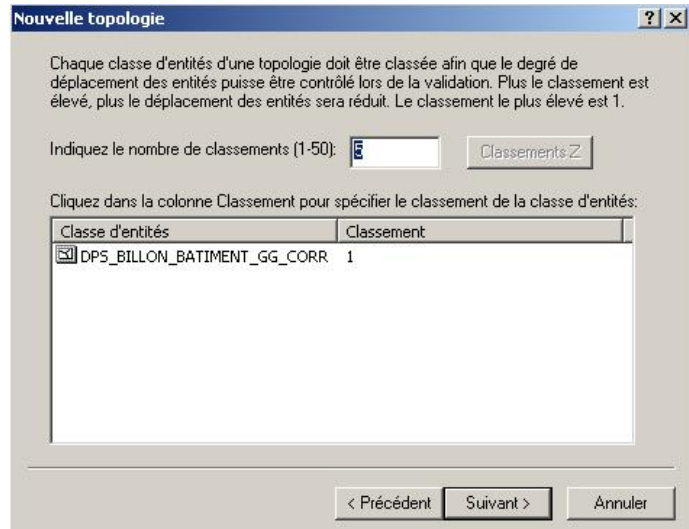 Nouvelle topologie
Chaque classe d'entités d'une topologie doit être classée afin que le degré de
déplacement des entités puisse être contrôlé lors de la validation. Plus le classement est
élevé, plus le déplacement des entités sera réduit. Le classement le plus élevé est 1.
Indiquez le nombre de classements (1-50): 5 Classements Z
Cliquez dans la colonne Classement pour spécifier le classement de la classe d'entités:
Classe d'entités Classement
DPS_BILLON_BATIMENT_GG_CORR 1
< Précédent Suivant > Annuler